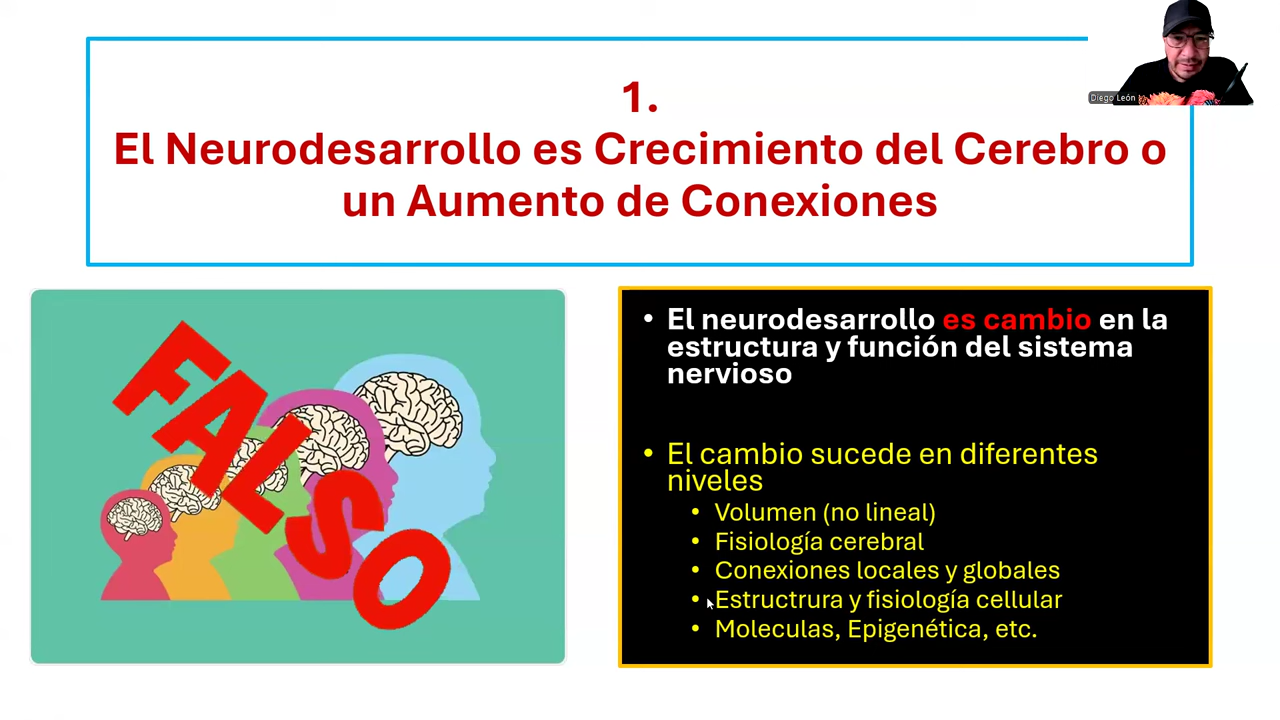 1.
El Neurodesarrollo es Crecimiento del Cerebro o
un Aumento de Conexiones
Diego León
FALSO
• El neurodesarrollo es cambio en la
estructura y función del sistema
nervioso
• El cambio sucede en diferentes
niveles
• Volumen (no lineal)
• Fisiología cerebral
• Conexiones locales y globales
• Estructrura y fisiología cellular
• Moleculas, Epigenética, etc.